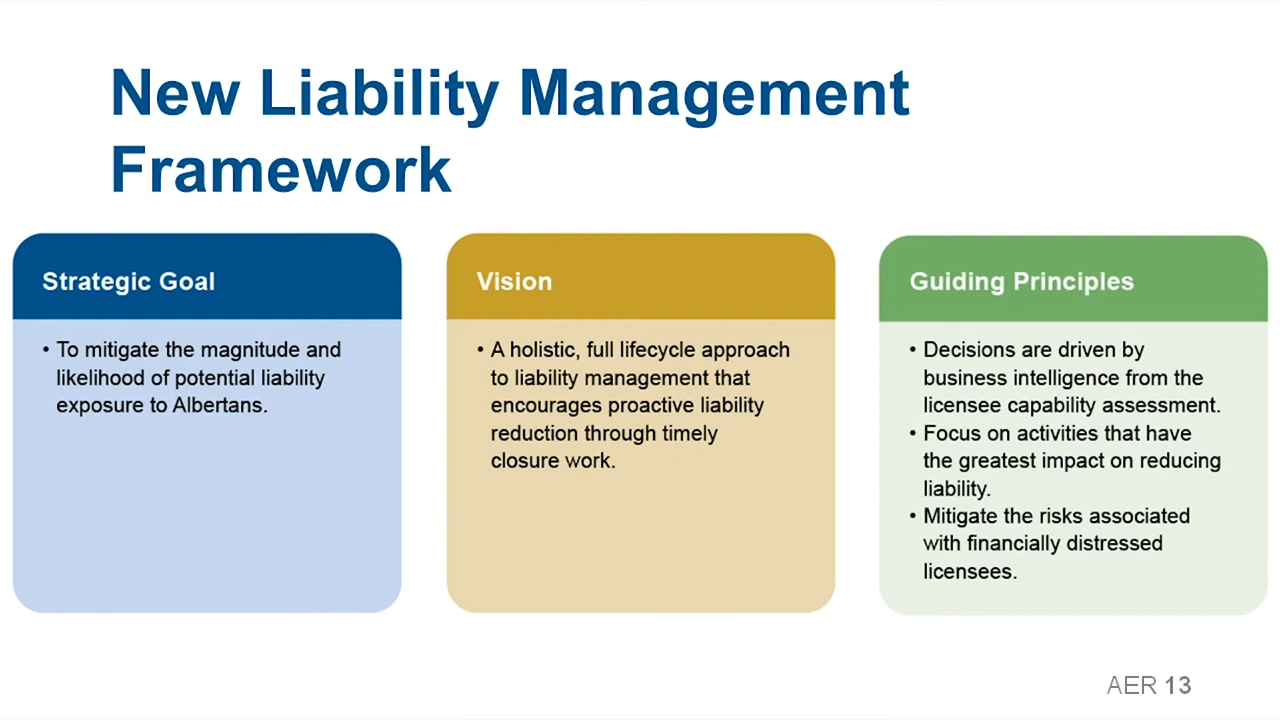 New Liability Management
Framework
Strategic Goal
• To mitigate the magnitude and
likelihood of potential liability
exposure to Albertans.
Vision
• A holistic, full lifecycle approach
to liability management that
encourages proactive liability
reduction through timely
closure work.
Guiding Principles
• Decisions are driven by
business intelligence from the
licensee capability assessment.
• Focus on activities that have
the greatest impact on reducing
liability.
• Mitigate the risks associated
with financially distressed
licensees.
AER 13